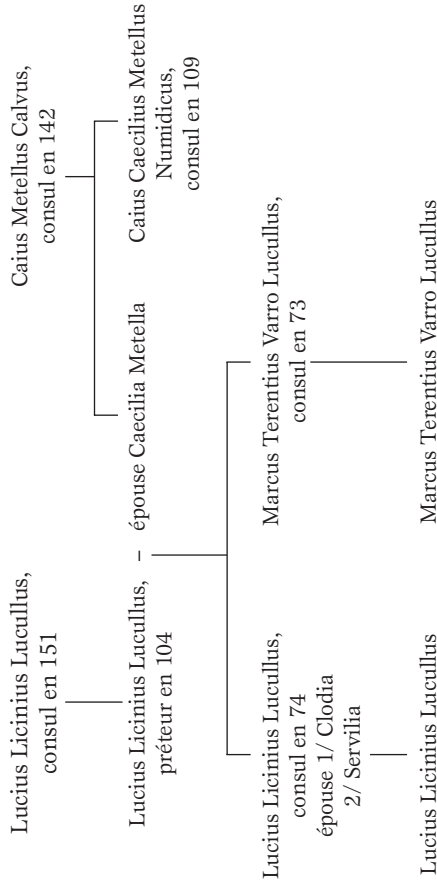 Lucius Licinius Lucullus,
consul en 151
Caius Metellus Calvus,
consul en 142
Lucius Licinius Lucullus,
préteur en 104
– épouse Caecilia Metella
Caius Caecilius Metellus
Numidicus,
consul en 109
Lucius Licinius Lucullus,
consul en 74
épouse 1/ Clodia
2/ Servilia
Marcus Terentius Varro Lucullus,
consul en 73
Lucius Licinius Lucullus
Marcus Terentius Varro Lucullus